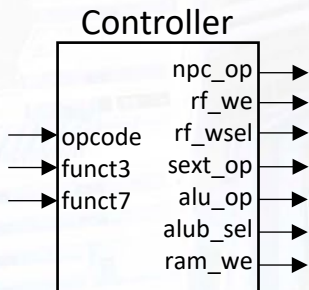 Controller
npc_op
rf_we
opcode rf_wsel
funct3 sext_op
funct7 alu_op
alub_sel
ram_we